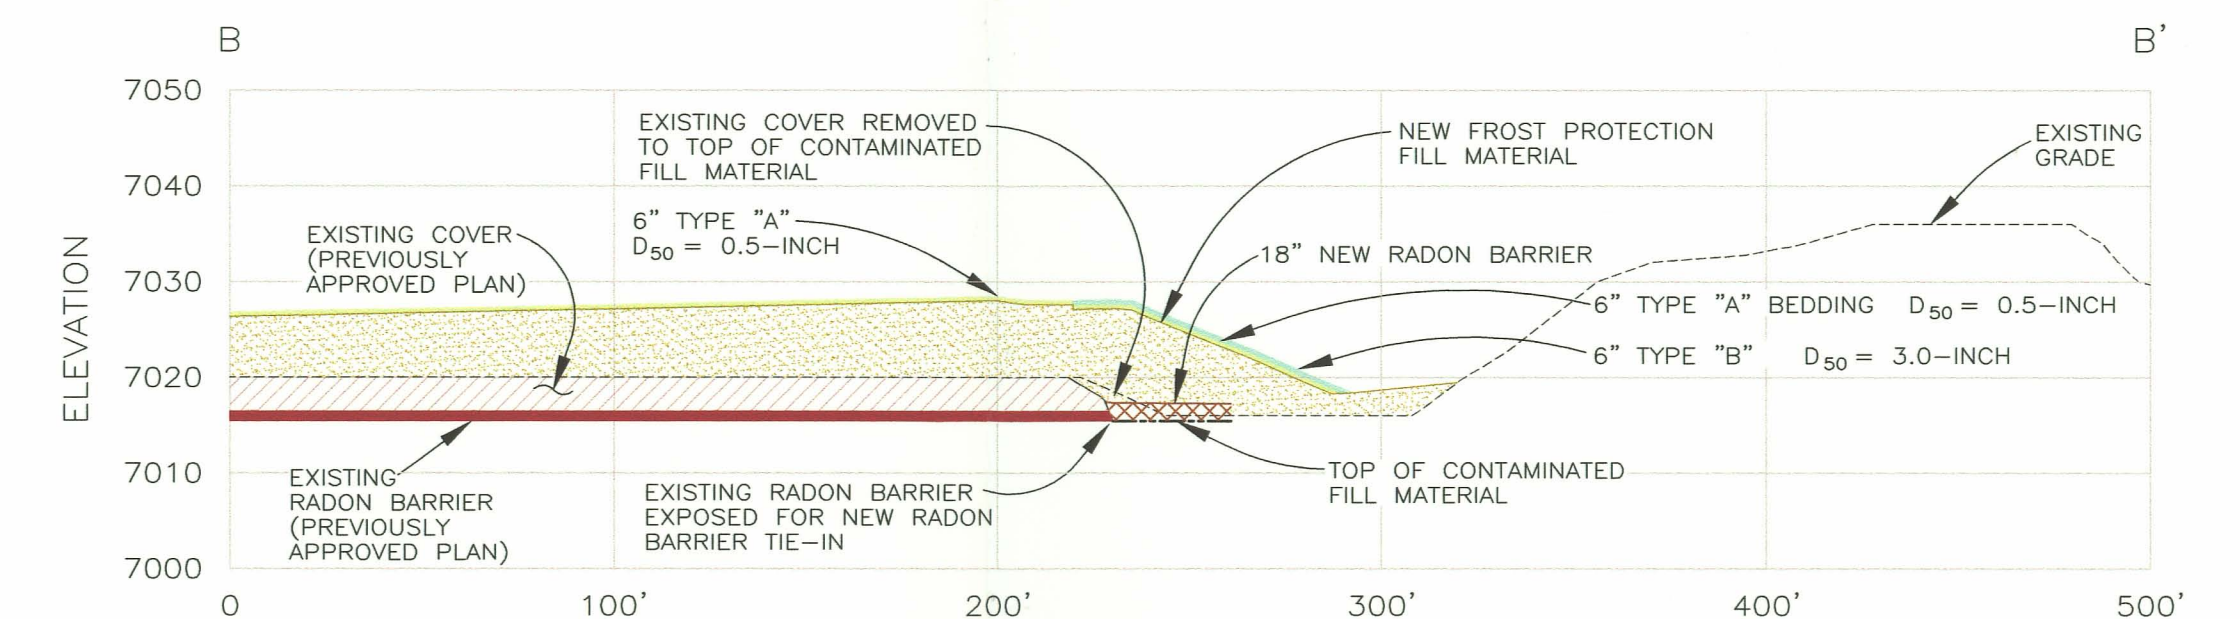 B
B'
7050
7040
7030
7020
7010
7000
ELEVATION
EXISTING COVER REMOVED
TO TOP OF CONTAMINATED
FILL MATERIAL
NEW FROST PROTECTION
FILL MATERIAL
EXISTING
GRADE
EXISTING COVER
(PREVIOUSLY
APPROVED PLAN)
6" TYPE "A"
D50 = 0.5-INCH
18" NEW RADON BARRIER
6" TYPE "A" BEDDING D50 = 0.5-INCH
6" TYPE "B" D50 = 3.0-INCH
EXISTING
RADON BARRIER
(PREVIOUSLY
APPROVED PLAN)
EXISTING RADON BARRIER
EXPOSED FOR NEW RADON
BARRIER TIE-IN
TOP OF CONTAMINATED
FILL MATERIAL
0 100' 200' 300' 400' 500'